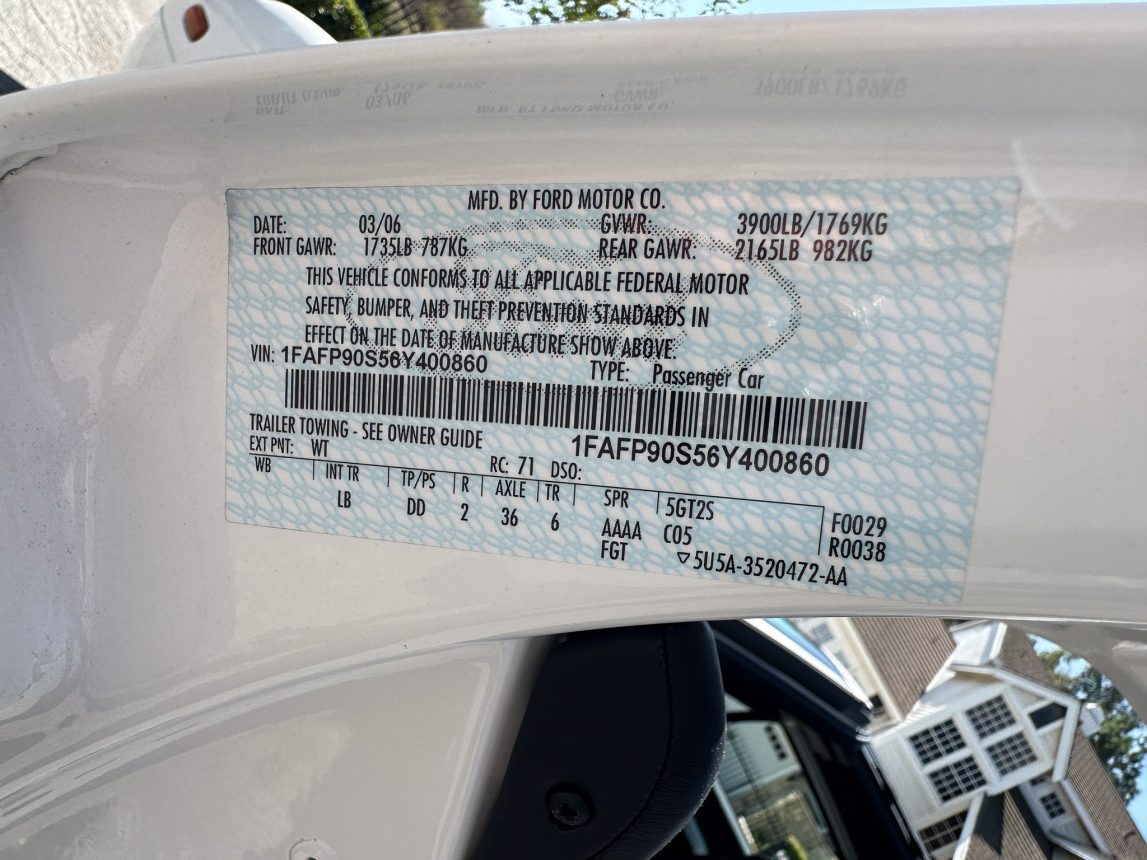 MFD. BY FORD MOTOR CO.
DATE: 03/06 GVWR: 3900LB/1769KG
FRONT GAWR: 1735LB 787KG REAR GAWR: 2165LB 982KG
THIS VEHICLE CONFORMS TO ALL APPLICABLE FEDERAL MOTOR
SAFETY, BUMPER, AND THEFT PREVENTION STANDARDS IN
EFFECT ON THE DATE OF MANUFACTURE SHOW ABOVE.
VIN: 1FAFP90S56Y400860
TYPE: Passenger Car
1FAFP90S56Y400860
TRAILER TOWING - SEE OWNER GUIDE
EXT PNT: WT RC: 71 DSO:
WB INT TR TP/PS R AXLE TR SPR 5GT2S
LB DD 2 36 6 AAAA C05 F0029
FGT ▽5U5A-3520472-AA R0038